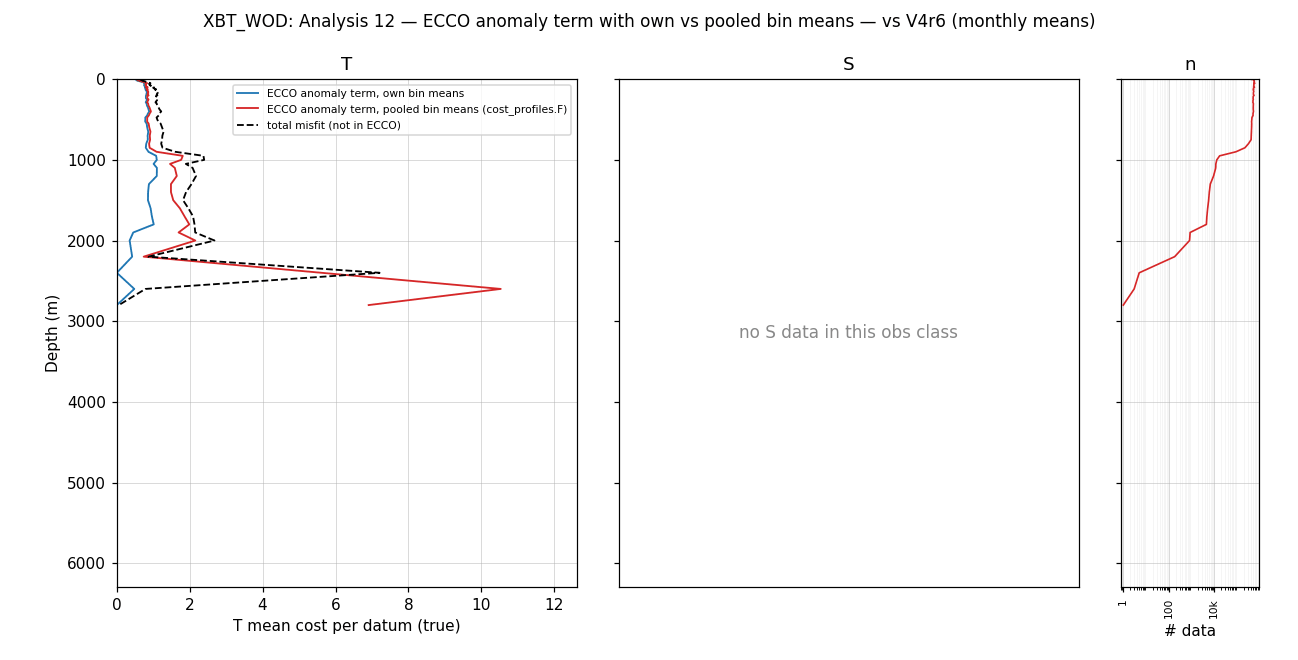 XBT_WOD: Analysis 12 — ECCO anomaly term with own vs pooled bin means — vs V4r6 (monthly means)
T
S
n
ECCO anomaly term, own bin means
ECCO anomaly term, pooled bin means (cost_profiles.F)
total misfit (not in ECCO)
0
1000
2000
3000
4000
5000
6000
Depth (m)
no S data in this obs class
0 2 4 6 8 10 12
T mean cost per datum (true)
1 100 10k
# data